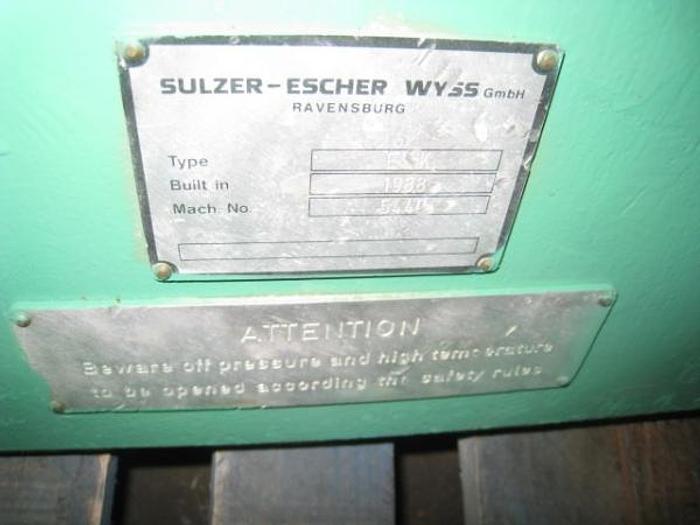 SULZER-ESCHER WYSS GmbH
RAVENSBURG
Type
Built in 1988
Mach. No.
ATTENTION
Beware off pressure and high temperature
to be opened according the safety rules